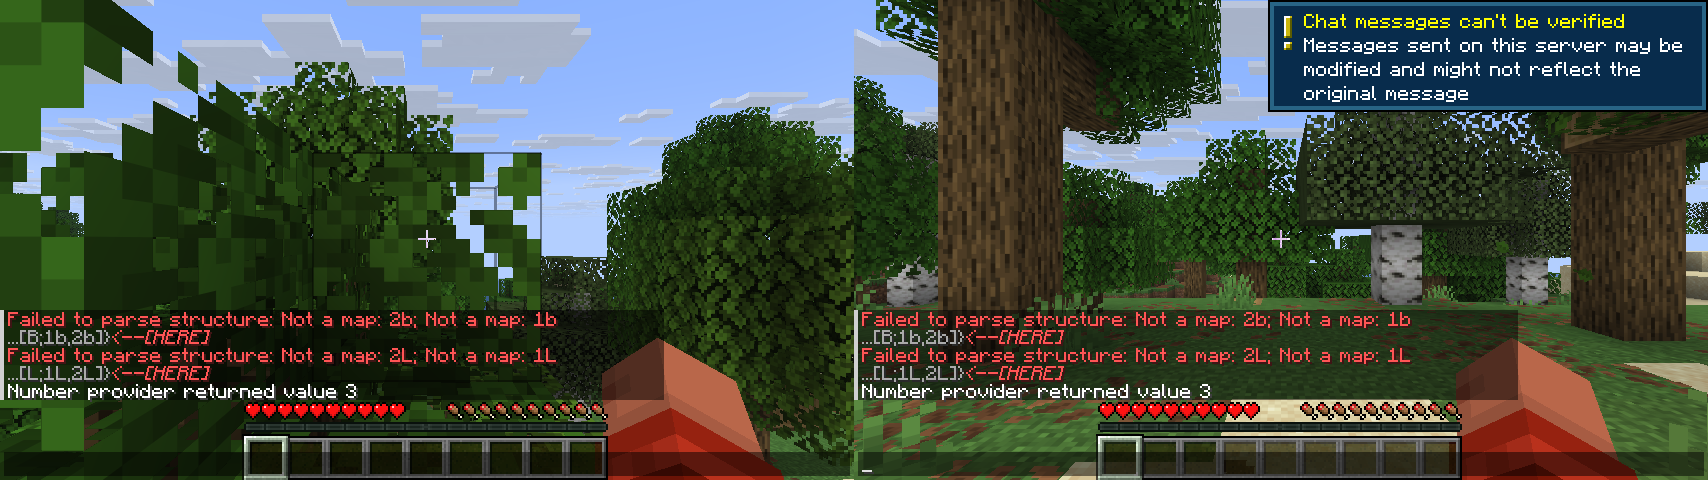 Failed to parse structure: Not a map: 2b; Not a map: 1b
...[B;1b,2b]}<--[HERE]
Failed to parse structure: Not a map: 2L; Not a map: 1L
...[L;1L,2L]}<--[HERE]
Number provider returned value 3
Chat messages can't be verified
Messages sent on this server may be
modified and might not reflect the
original message
Failed to parse structure: Not a map: 2b; Not a map: 1b
...[B;1b,2b]}<--[HERE]
Failed to parse structure: Not a map: 2L; Not a map: 1L
...[L;1L,2L]}<--[HERE]
Number provider returned value 3
_